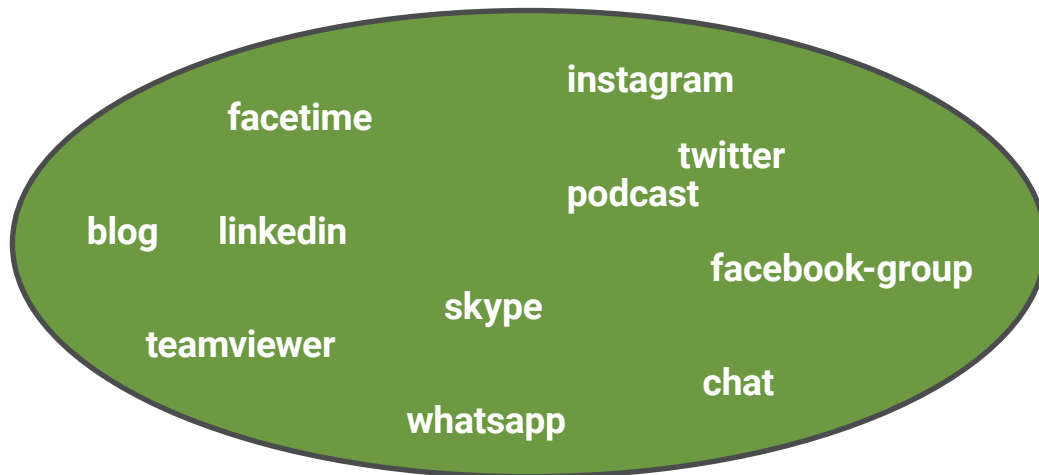 instagram
facetime
twitter
podcast
blog linkedin
facebook-group
skype
teamviewer
chat
whatsapp